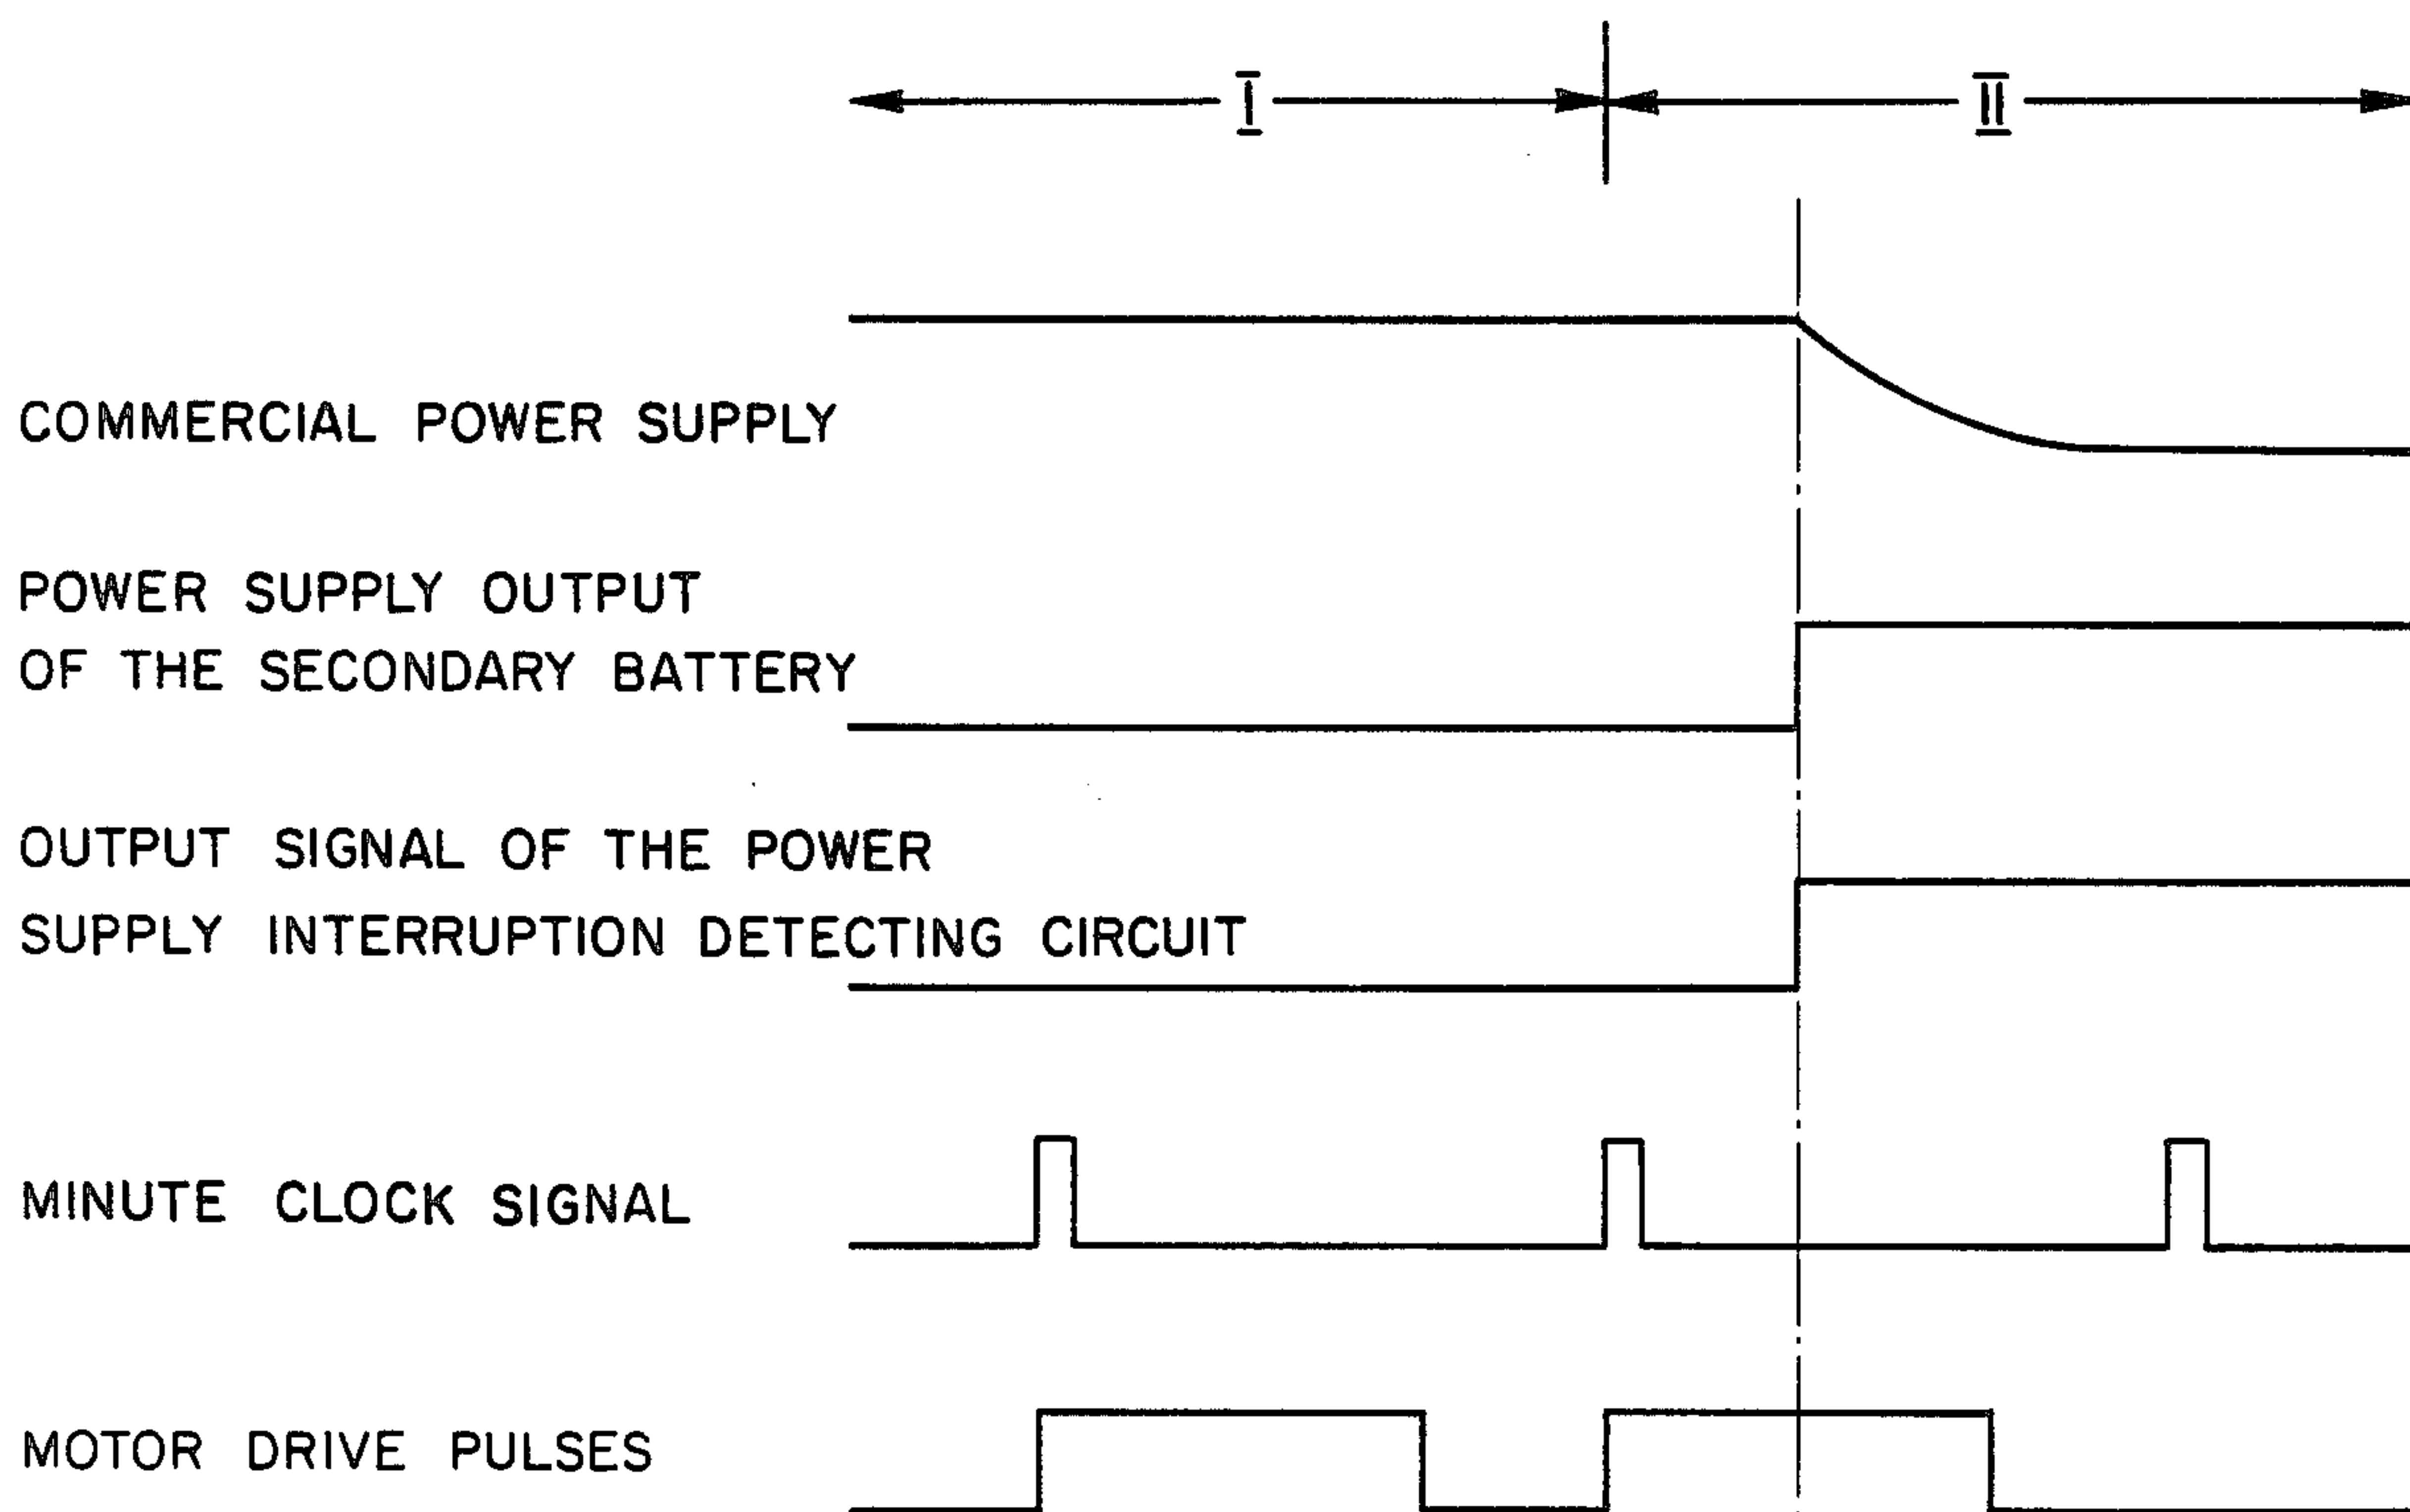 I
II
COMMERCIAL POWER SUPPLY
POWER SUPPLY OUTPUT
OF THE SECONDARY BATTERY
OUTPUT SIGNAL OF THE POWER
SUPPLY INTERRUPTION DETECTING CIRCUIT
MINUTE CLOCK SIGNAL
MOTOR DRIVE PULSES